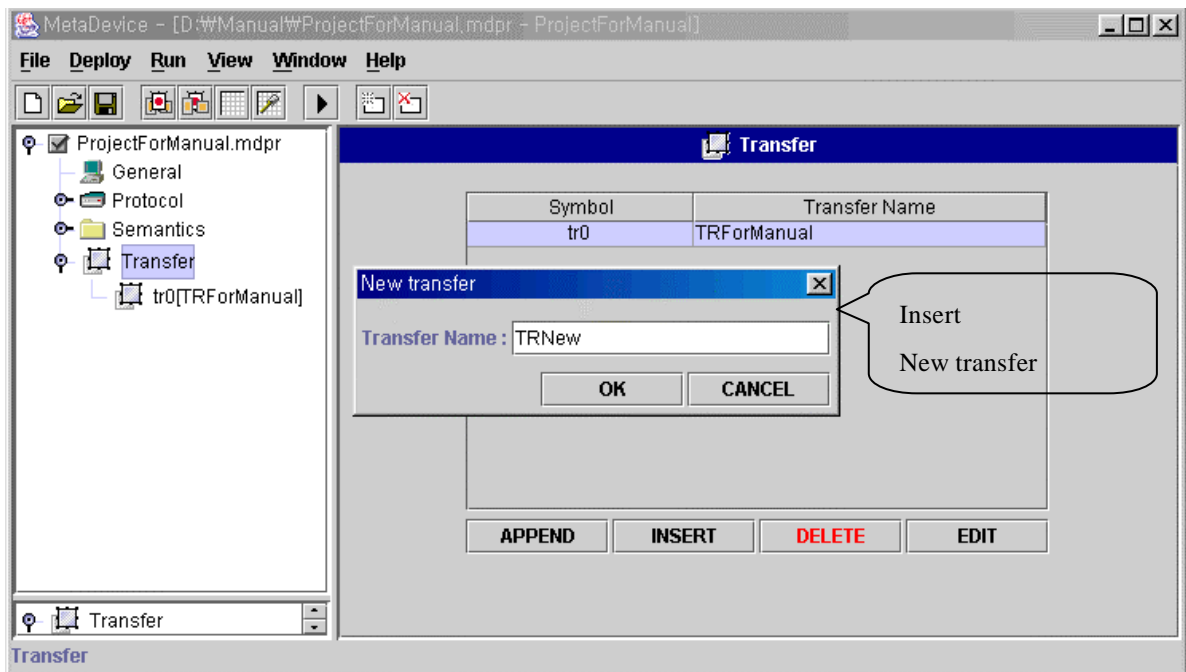 MetaDevice - [D:₩Manual₩ProjectForManual.mdpr - ProjectForManual]
File Deploy Run View Window Help
ProjectForManual.mdpr
General
Protocol
Semantics
Transfer
tr0[TRForManual]
Transfer
Symbol Transfer Name
tr0 TRForManual
New transfer
Transfer Name : TRNew
OK CANCEL
Insert
New transfer
APPEND INSERT DELETE EDIT
Transfer
Transfer